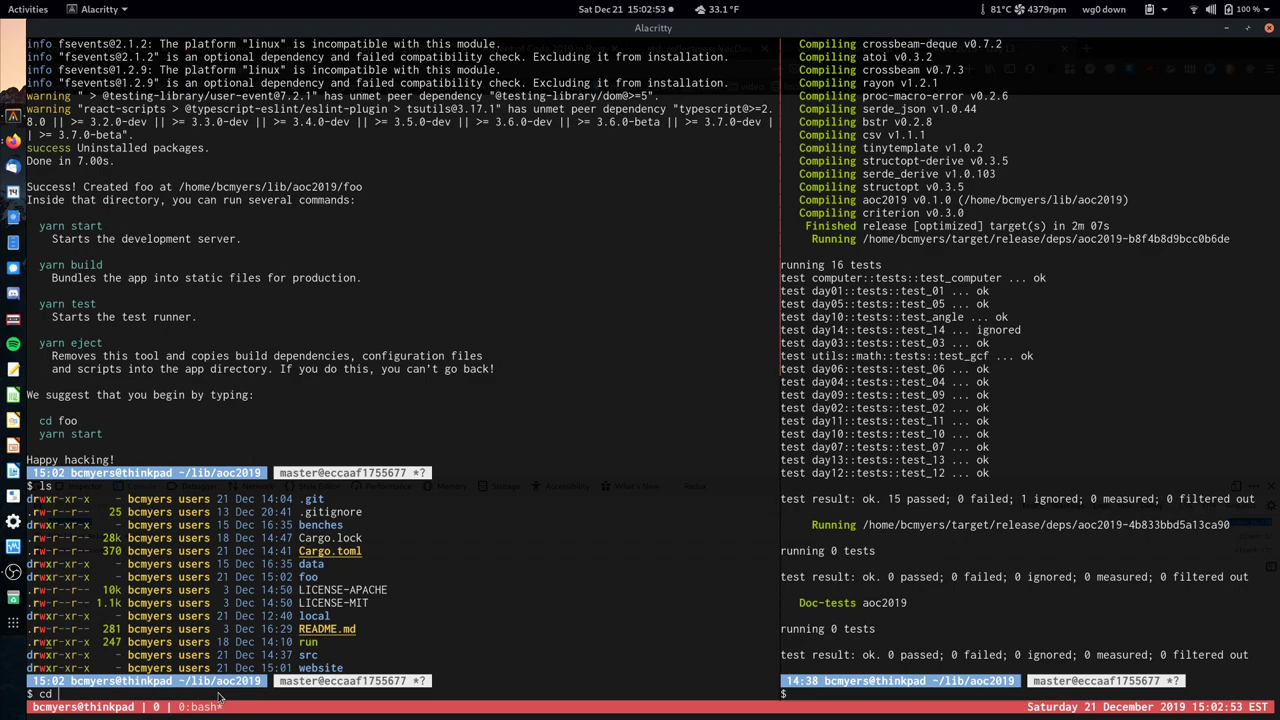 Activities Alacritty Sat Dec 21 15:02:53 33.1 °F 81°C 4379rpm wg0 down 100 %
Alacritty
info fsevents@2.1.2: The platform "linux" is incompatible with this module.
info "fsevents@2.1.2" is an optional dependency and failed compatibility check. Excluding it from installation.
info fsevents@1.2.9: The platform "linux" is incompatible with this module.
info "fsevents@1.2.9" is an optional dependency and failed compatibility check. Excluding it from installation.
warning " > @testing-library/user-event@7.2.1" has unmet peer dependency "@testing-library/dom@>=5".
warning "react-scripts > @typescript-eslint/eslint-plugin > tsutils@3.17.1" has unmet peer dependency "typescript@>=2.
8.0 || >= 3.2.0-dev || >= 3.3.0-dev || >= 3.4.0-dev || >= 3.5.0-dev || >= 3.6.0-dev || >= 3.6.0-beta || >= 3.7.0-dev |
| >= 3.7.0-beta".
success Uninstalled packages.
Done in 7.00s.
Success! Created foo at /home/bcmyers/lib/aoc2019/foo
Inside that directory, you can run several commands:
yarn start
Starts the development server.
yarn build
Bundles the app into static files for production.
yarn test
Starts the test runner.
yarn eject
Removes this tool and copies build dependencies, configuration files
and scripts into the app directory. If you do this, you can't go back!
We suggest that you begin by typing:
cd foo
yarn start
Happy hacking!
15:02 bcmyers@thinkpad ~/lib/aoc2019 master@eccaaf1755677 *?
$ ls
drwxr-xr-x - bcmyers users 21 Dec 14:04 .git
.rw-r--r-- 25 bcmyers users 13 Dec 20:41 .gitignore
drwxr-xr-x - bcmyers users 15 Dec 16:35 benches
.rw-r--r-- 28k bcmyers users 18 Dec 14:47 Cargo.lock
.rw-r--r-- 370 bcmyers users 21 Dec 14:41 Cargo.toml
drwxr-xr-x - bcmyers users 15 Dec 16:35 data
drwxr-xr-x - bcmyers users 21 Dec 15:02 foo
.rw-r--r-- 10k bcmyers users 3 Dec 14:50 LICENSE-APACHE
.rw-r--r-- 1.1k bcmyers users 3 Dec 14:50 LICENSE-MIT
drwxr-xr-x - bcmyers users 21 Dec 12:40 local
.rw-r--r-- 281 bcmyers users 3 Dec 16:29 README.md
.rwxr-xr-x 247 bcmyers users 18 Dec 14:10 run
drwxr-xr-x - bcmyers users 21 Dec 14:37 src
drwxr-xr-x - bcmyers users 21 Dec 15:01 website
15:02 bcmyers@thinkpad ~/lib/aoc2019 master@eccaaf1755677 *?
$ cd
Compiling crossbeam-deque v0.7.2
Compiling atoi v0.3.2
Compiling crossbeam v0.7.3
Compiling rayon v1.2.1
Compiling proc-macro-error v0.2.6
Compiling serde_json v1.0.44
Compiling bstr v0.2.8
Compiling csv v1.1.1
Compiling tinytemplate v1.0.2
Compiling structopt-derive v0.3.5
Compiling serde_derive v1.0.103
Compiling structopt v0.3.5
Compiling aoc2019 v0.1.0 (/home/bcmyers/lib/aoc2019)
Compiling criterion v0.3.0
Finished release [optimized] target(s) in 2m 07s
Running /home/bcmyers/target/release/deps/aoc2019-b8f4b8d9bcc0b6de
running 16 tests
test computer::tests::test_computer ... ok
test day01::tests::test_01 ... ok
test day05::tests::test_05 ... ok
test day10::tests::test_angle ... ok
test day14::tests::test_14 ... ignored
test day03::tests::test_03 ... ok
test utils::math::tests::test_gcf ... ok
test day06::tests::test_06 ... ok
test day04::tests::test_04 ... ok
test day09::tests::test_09 ... ok
test day02::tests::test_02 ... ok
test day11::tests::test_11 ... ok
test day10::tests::test_10 ... ok
test day07::tests::test_07 ... ok
test day13::tests::test_13 ... ok
test day12::tests::test_12 ... ok
test result: ok. 15 passed; 0 failed; 1 ignored; 0 measured; 0 filtered out
Running /home/bcmyers/target/release/deps/aoc2019-4b833bbd5a13ca90
running 0 tests
test result: ok. 0 passed; 0 failed; 0 ignored; 0 measured; 0 filtered out
Doc-tests aoc2019
running 0 tests
test result: ok. 0 passed; 0 failed; 0 ignored; 0 measured; 0 filtered out
14:38 bcmyers@thinkpad ~/lib/aoc2019 master@eccaaf1755677 *?
$
bcmyers@thinkpad | 0 | 0:bash* Saturday 21 December 2019 15:02:53 EST